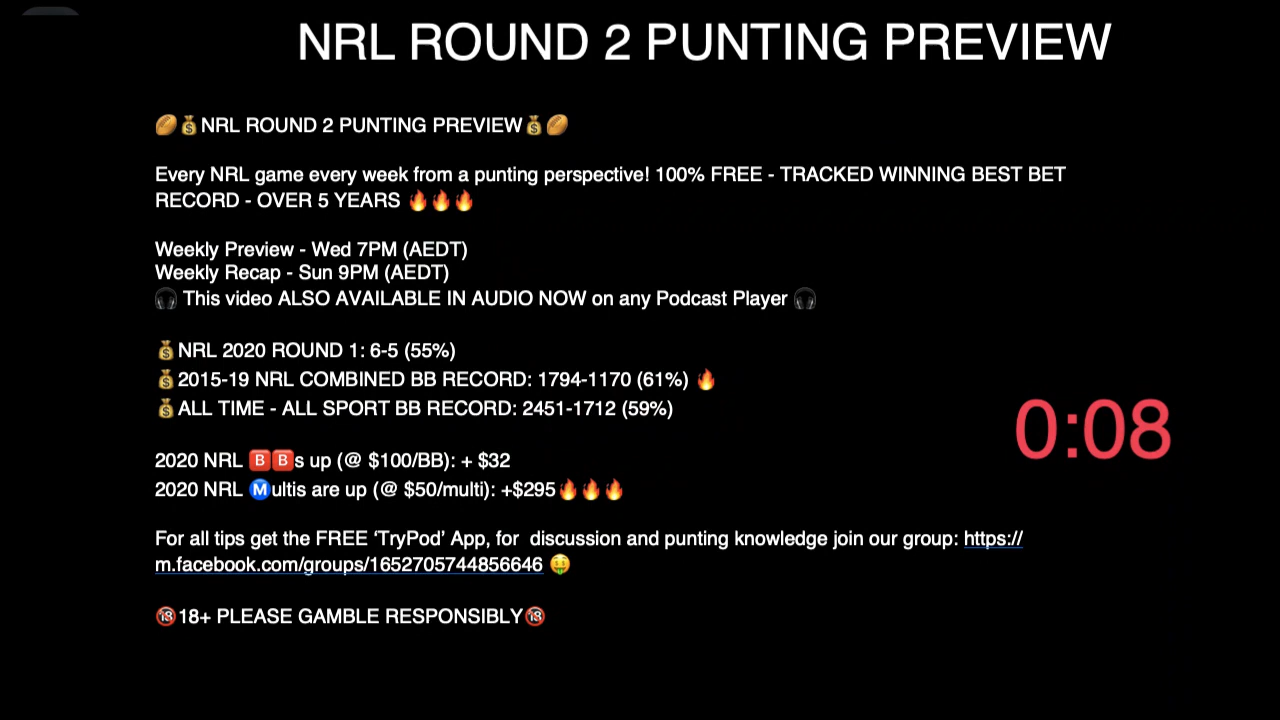 NRL ROUND 2 PUNTING PREVIEW
🏉💰NRL ROUND 2 PUNTING PREVIEW💰🏉
Every NRL game every week from a punting perspective! 100% FREE - TRACKED WINNING BEST BET
RECORD - OVER 5 YEARS 🔥🔥🔥
Weekly Preview - Wed 7PM (AEDT)
Weekly Recap - Sun 9PM (AEDT)
🎧 This video ALSO AVAILABLE IN AUDIO NOW on any Podcast Player 🎧
💰NRL 2020 ROUND 1: 6-5 (55%)
💰2015-19 NRL COMBINED BB RECORD: 1794-1170 (61%) 🔥
💰ALL TIME - ALL SPORT BB RECORD: 2451-1712 (59%)
0:08
2020 NRL 🅱️🅱️s up (@ $100/BB): + $32
2020 NRL Ⓜ️ultis are up (@ $50/multi): +$295🔥🔥🔥
For all tips get the FREE ‘TryPod’ App, for  discussion and punting knowledge join our group: https://
m.facebook.com/groups/1652705744856646 🤑
🔞18+ PLEASE GAMBLE RESPONSIBLY🔞